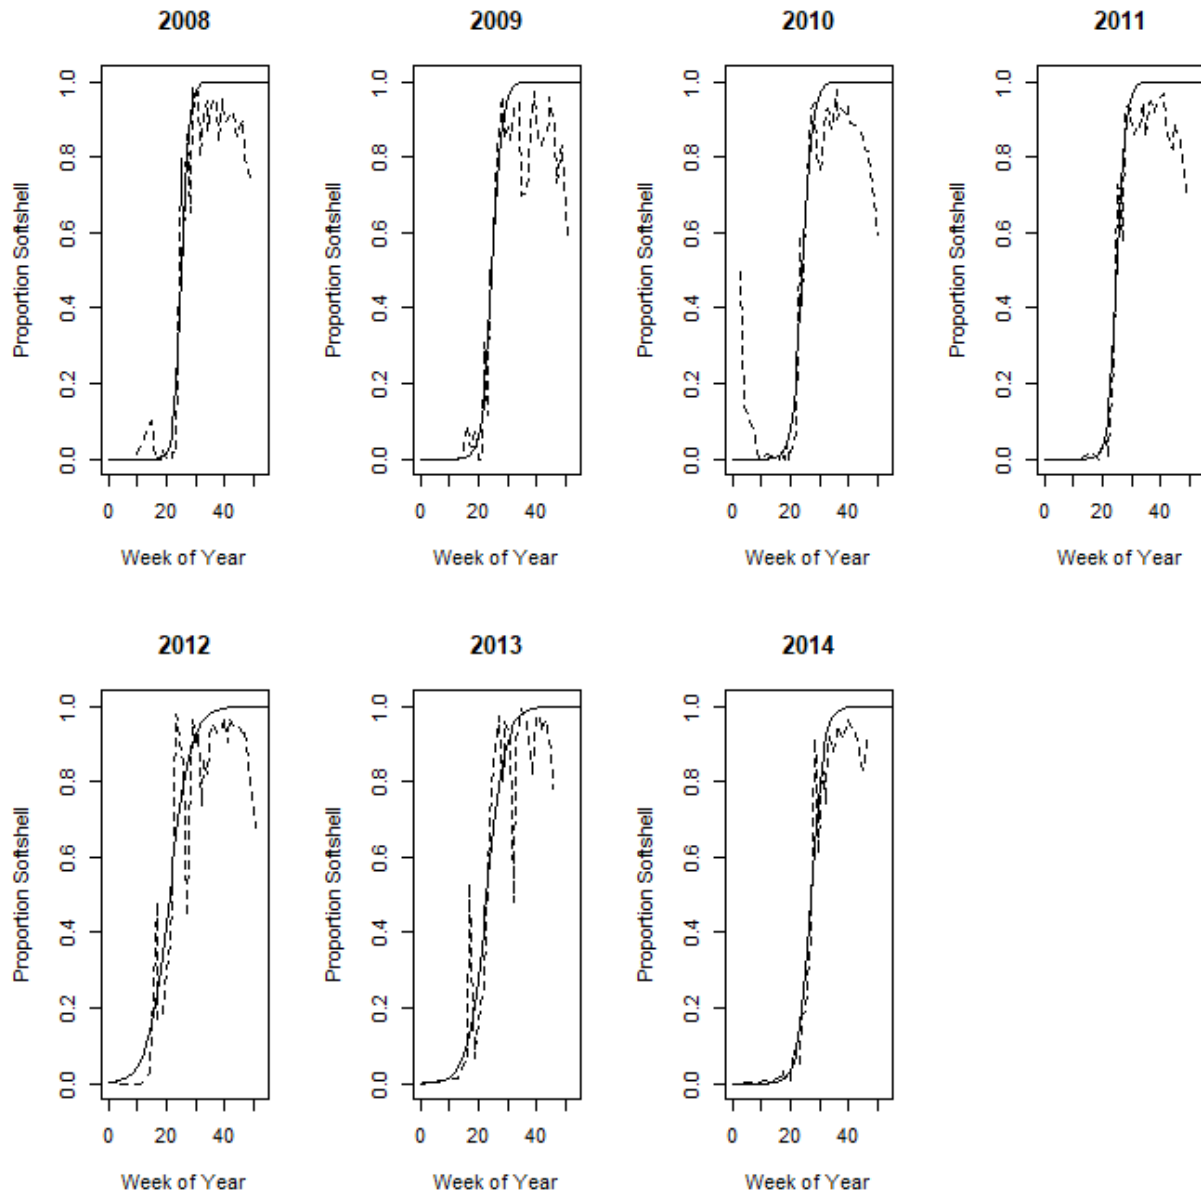 2008 2009 2010 2011
Proportion Softshell Proportion Softshell Proportion Softshell Proportion Softshell
1.0 1.0 1.0 1.0
0.8 0.8 0.8 0.8
0.6 0.6 0.6 0.6
0.4 0.4 0.4 0.4
0.2 0.2 0.2 0.2
0.0 0.0 0.0 0.0
0 20 40 0 20 40 0 20 40 0 20 40
Week of Year Week of Year Week of Year Week of Year
2012 2013 2014
Proportion Softshell Proportion Softshell Proportion Softshell
1.0 1.0 1.0
0.8 0.8 0.8
0.6 0.6 0.6
0.4 0.4 0.4
0.2 0.2 0.2
0.0 0.0 0.0
0 20 40 0 20 40 0 20 40
Week of Year Week of Year Week of Year